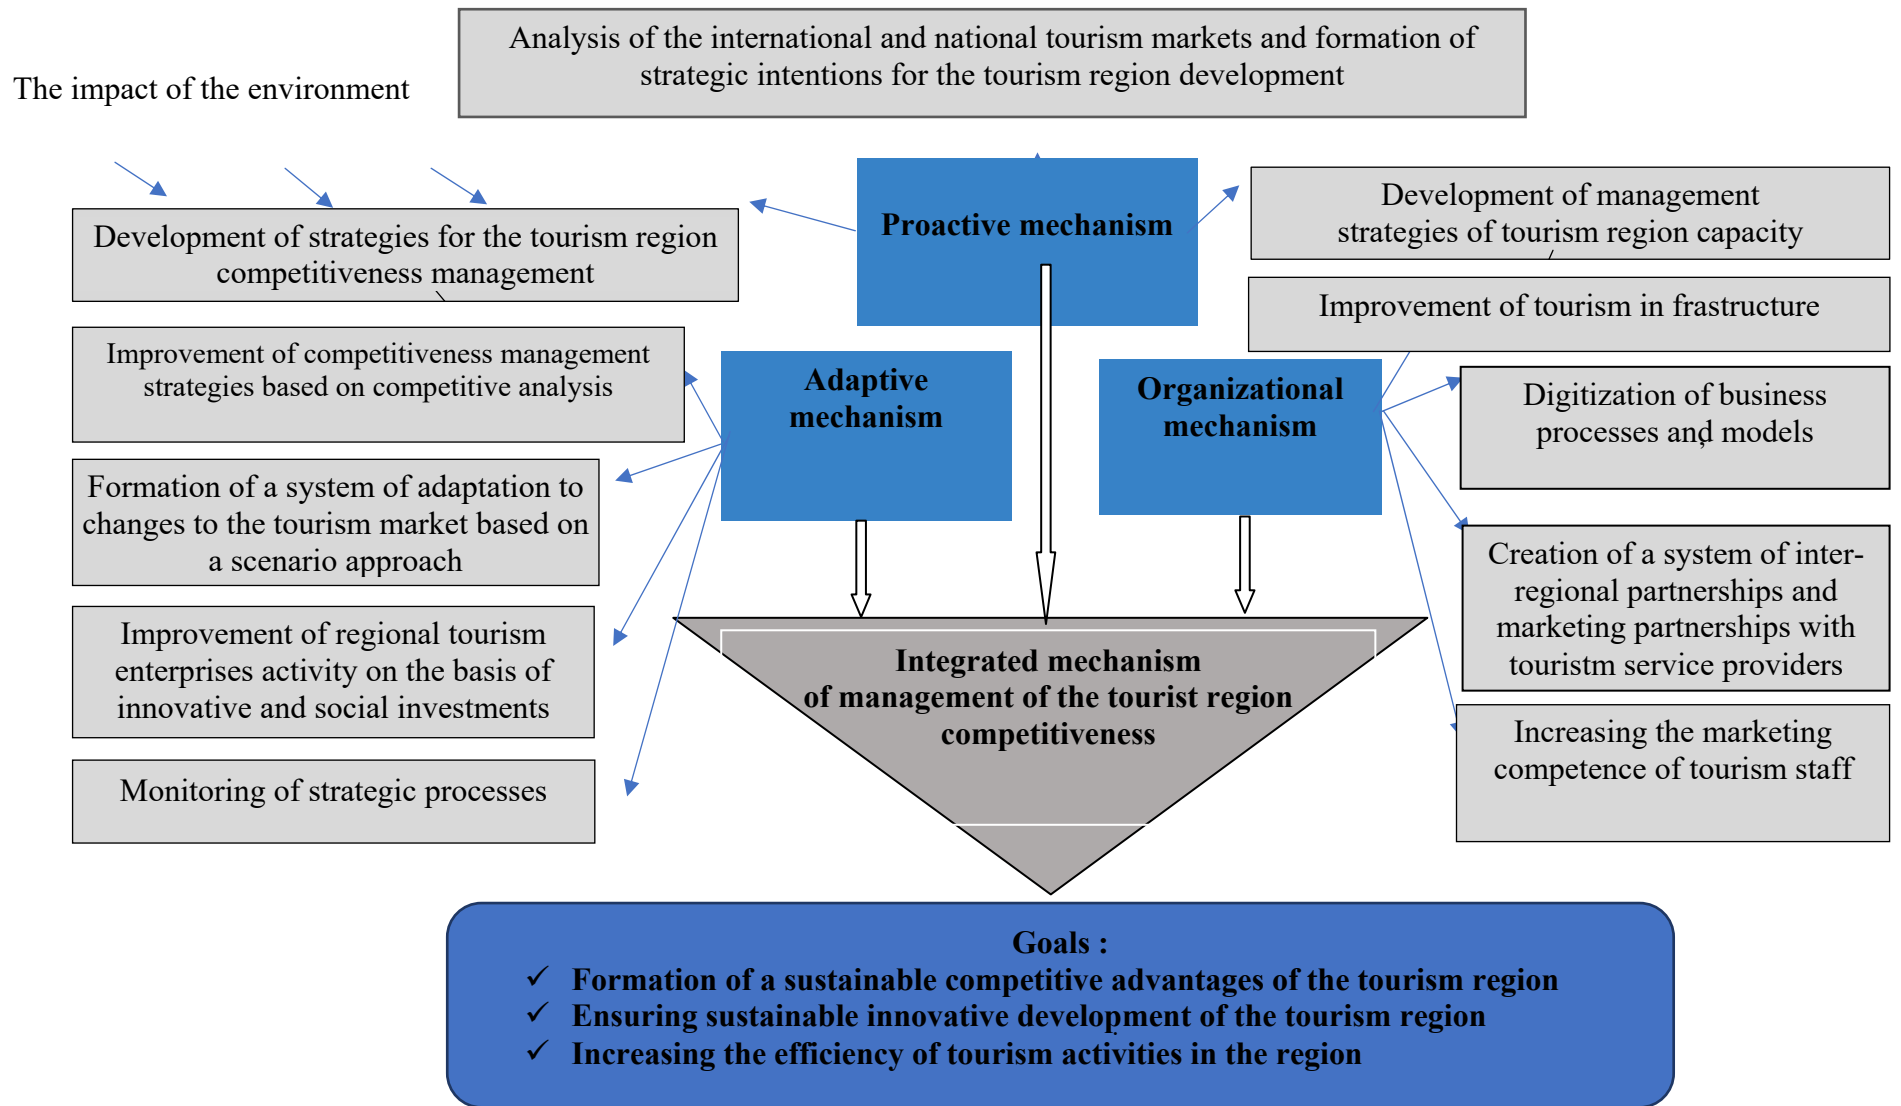 Analysis of the international and national tourism markets and formation of
strategic intentions for the tourism region development
The impact of the environment
Proactive mechanism
Development of strategies for the tourism region
competitiveness management
Development of management
strategies of tourism region capacity
Improvement of tourism in frastructure
Improvement of competitiveness management
strategies based on competitive analysis
Adaptive
mechanism
Organizational
mechanism
Digitization of business
processes and models
Formation of a system of adaptation to
changes to the tourism market based on
a scenario approach
Creation of a system of inter-
regional partnerships and
marketing partnerships with
touristm service providers
Improvement of regional tourism
enterprises activity on the basis of
innovative and social investments
Integrated mechanism
of management of the tourist region
competitiveness
Increasing the marketing
competence of tourism staff
Monitoring of strategic processes
Goals :
✓ Formation of a sustainable competitive advantages of the tourism region
✓ Ensuring sustainable innovative development of the tourism region
✓ Increasing the efficiency of tourism activities in the region